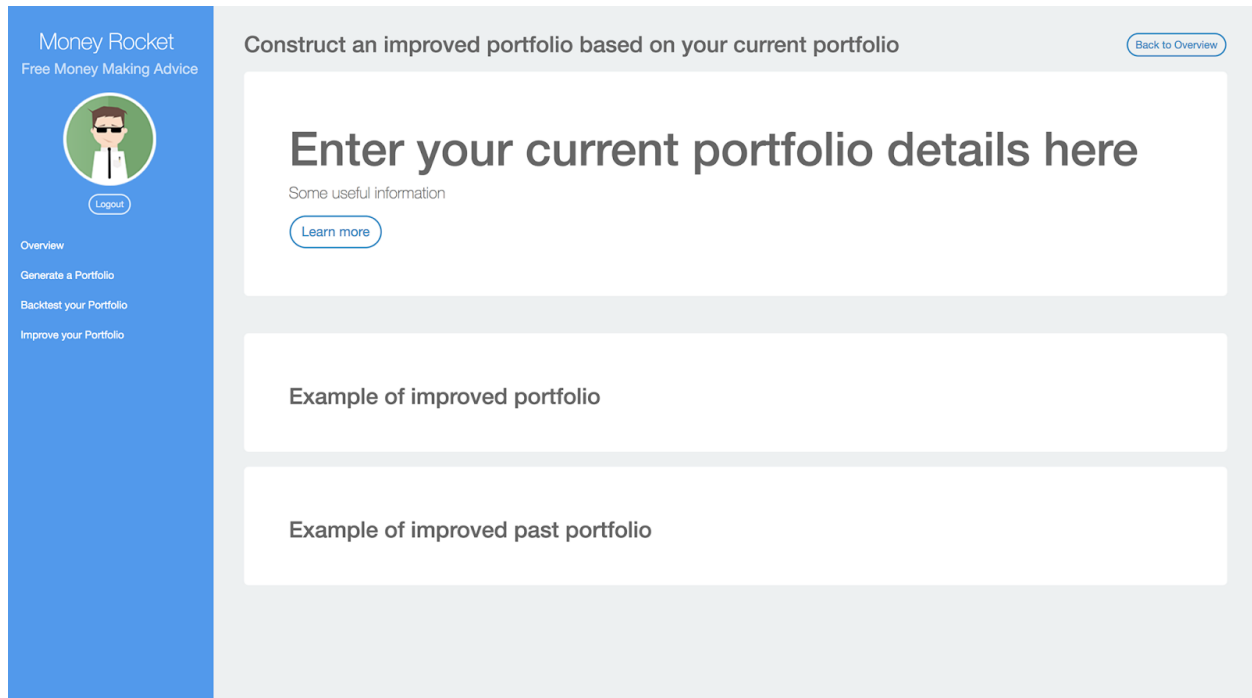 Money Rocket
Free Money Making Advice
Logout
Overview
Generate a Portfolio
Backtest your Portfolio
Improve your Portfolio
Construct an improved portfolio based on your current portfolio
Back to Overview
Enter your current portfolio details here
Some useful information
Learn more
Example of improved portfolio
Example of improved past portfolio